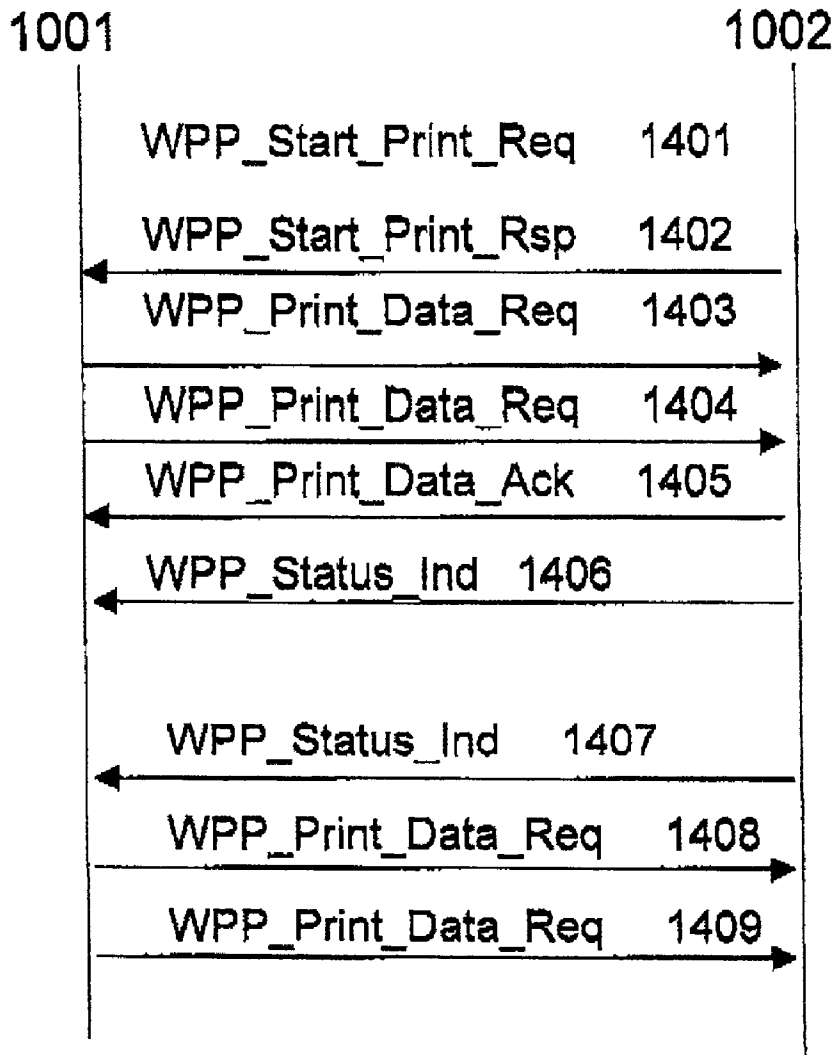 1001 1002
WPP_Start_Print_Req 1401
WPP_Start_Print_Rsp 1402
WPP_Print_Data_Req 1403
WPP_Print_Data_Req 1404
WPP_Print_Data_Ack 1405
WPP_Status_Ind 1406
WPP_Status_Ind 1407
WPP_Print_Data_Req 1408
WPP_Print_Data_Req 1409